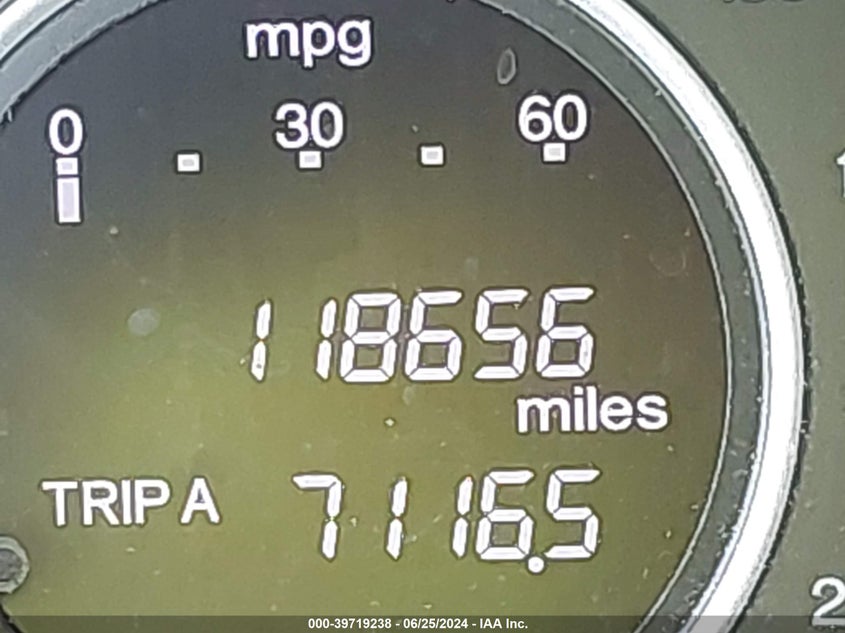 mpg
0 30 60
118656
miles
TRIP A 7116.5
000-39719238 - 06/25/2024 - IAA Inc.